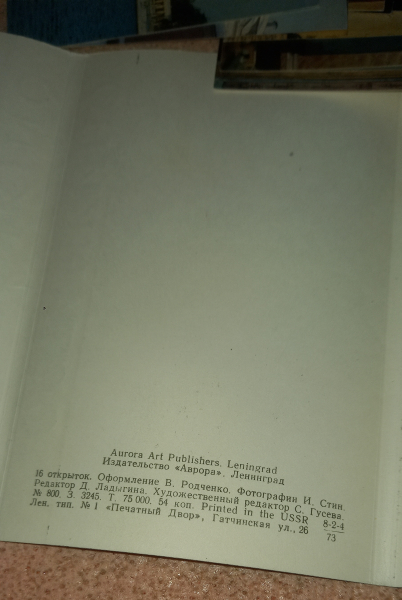 Aurora Art Publishers. Leningrad
Издательство «Аврора». Ленинград
16 открыток. Оформление В. Родченко. Фотографии И. Стин.
Редактор Д. Ладыгина. Художественный редактор С. Гусева.
№ 800. З. 3245. Т. 75 000. 54 коп. Printed in the USSR 8-2-4
Лен. тип. № 1 «Печатный Двор», Гатчинская ул., 26 73